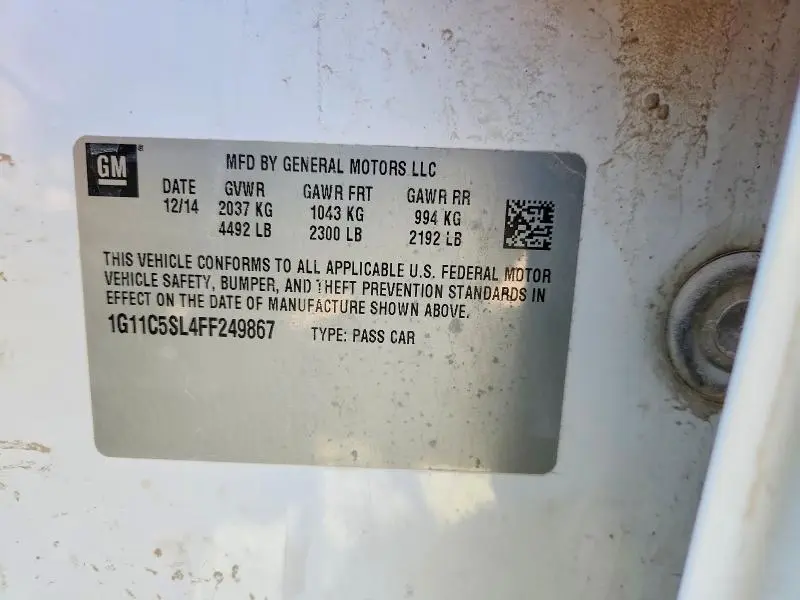 GM®
MFD BY GENERAL MOTORS LLC
DATE GVWR GAWR FRT GAWR RR
12/14 2037 KG 1043 KG 994 KG
4492 LB 2300 LB 2192 LB
THIS VEHICLE CONFORMS TO ALL APPLICABLE U.S. FEDERAL MOTOR
VEHICLE SAFETY, BUMPER, AND THEFT PREVENTION STANDARDS IN
EFFECT ON THE DATE OF MANUFACTURE SHOWN ABOVE.
1G11C5SL4FF249867 TYPE: PASS CAR